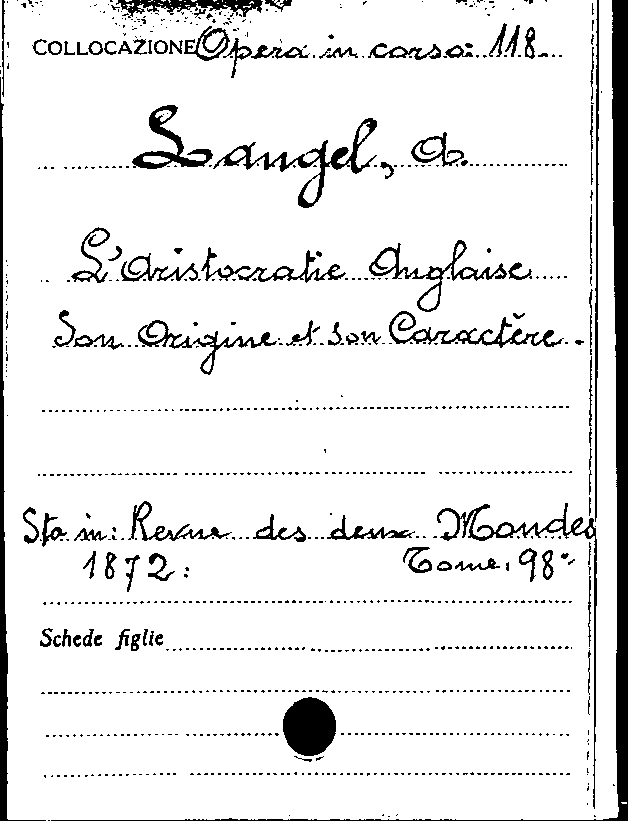 COLLOCAZIONE Opera in corso: 118.
Laugel, A.
L'Aristocratie Anglaise
Son Origine et son Caractère.
Sta in: Revue des deux Mondes
1872: Tome: 98°
Schede figlie